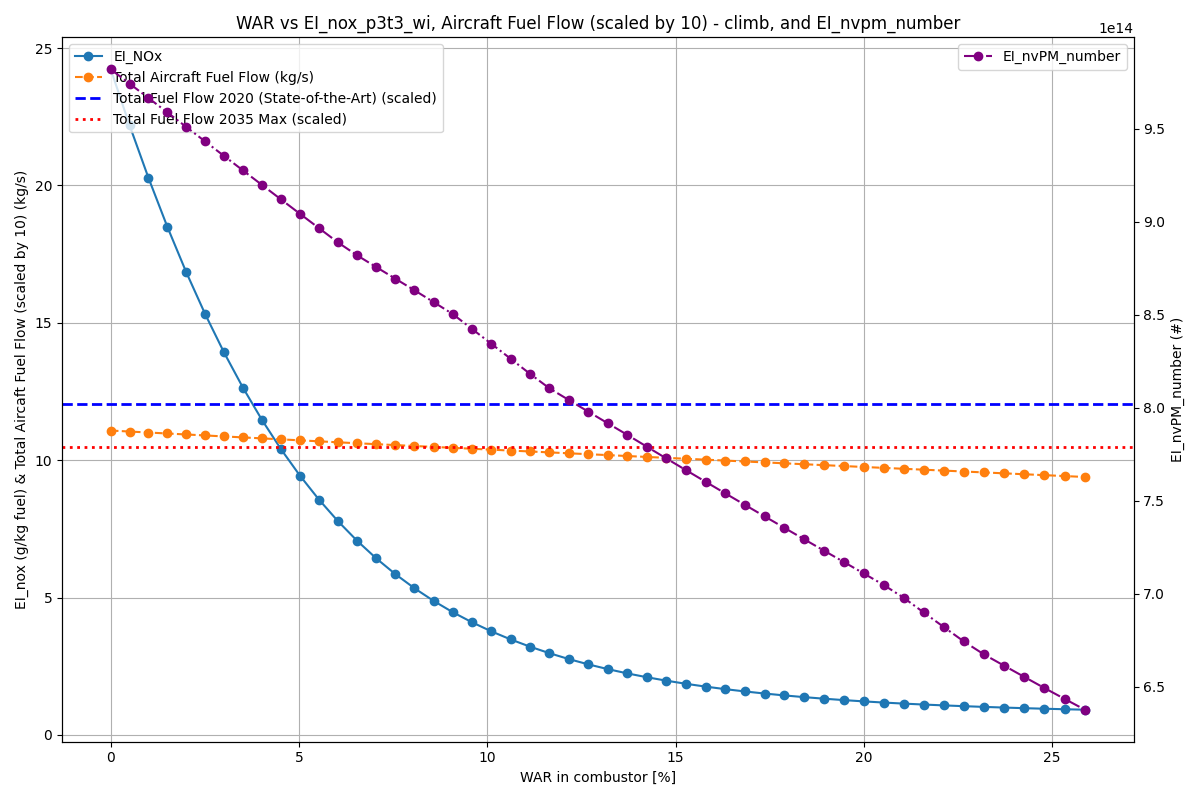 WAR vs EI_nox_p3t3_wi, Aircraft Fuel Flow (scaled by 10) - climb, and EI_nvpm_number
1e14
EI_NOx
Total Aircraft Fuel Flow (kg/s)
Total Fuel Flow 2020 (State-of-the-Art) (scaled)
Total Fuel Flow 2035 Max (scaled)
EI_nvPM_number
EI_nox (g/kg fuel) & Total Aircaft Fuel Flow (scaled by 10) (kg/s)
25
20
15
10
5
0
9.5
9.0
8.5
8.0
7.5
7.0
6.5
EI_nvPM_number (#)
0
5
10
15
20
25
WAR in combustor [%]